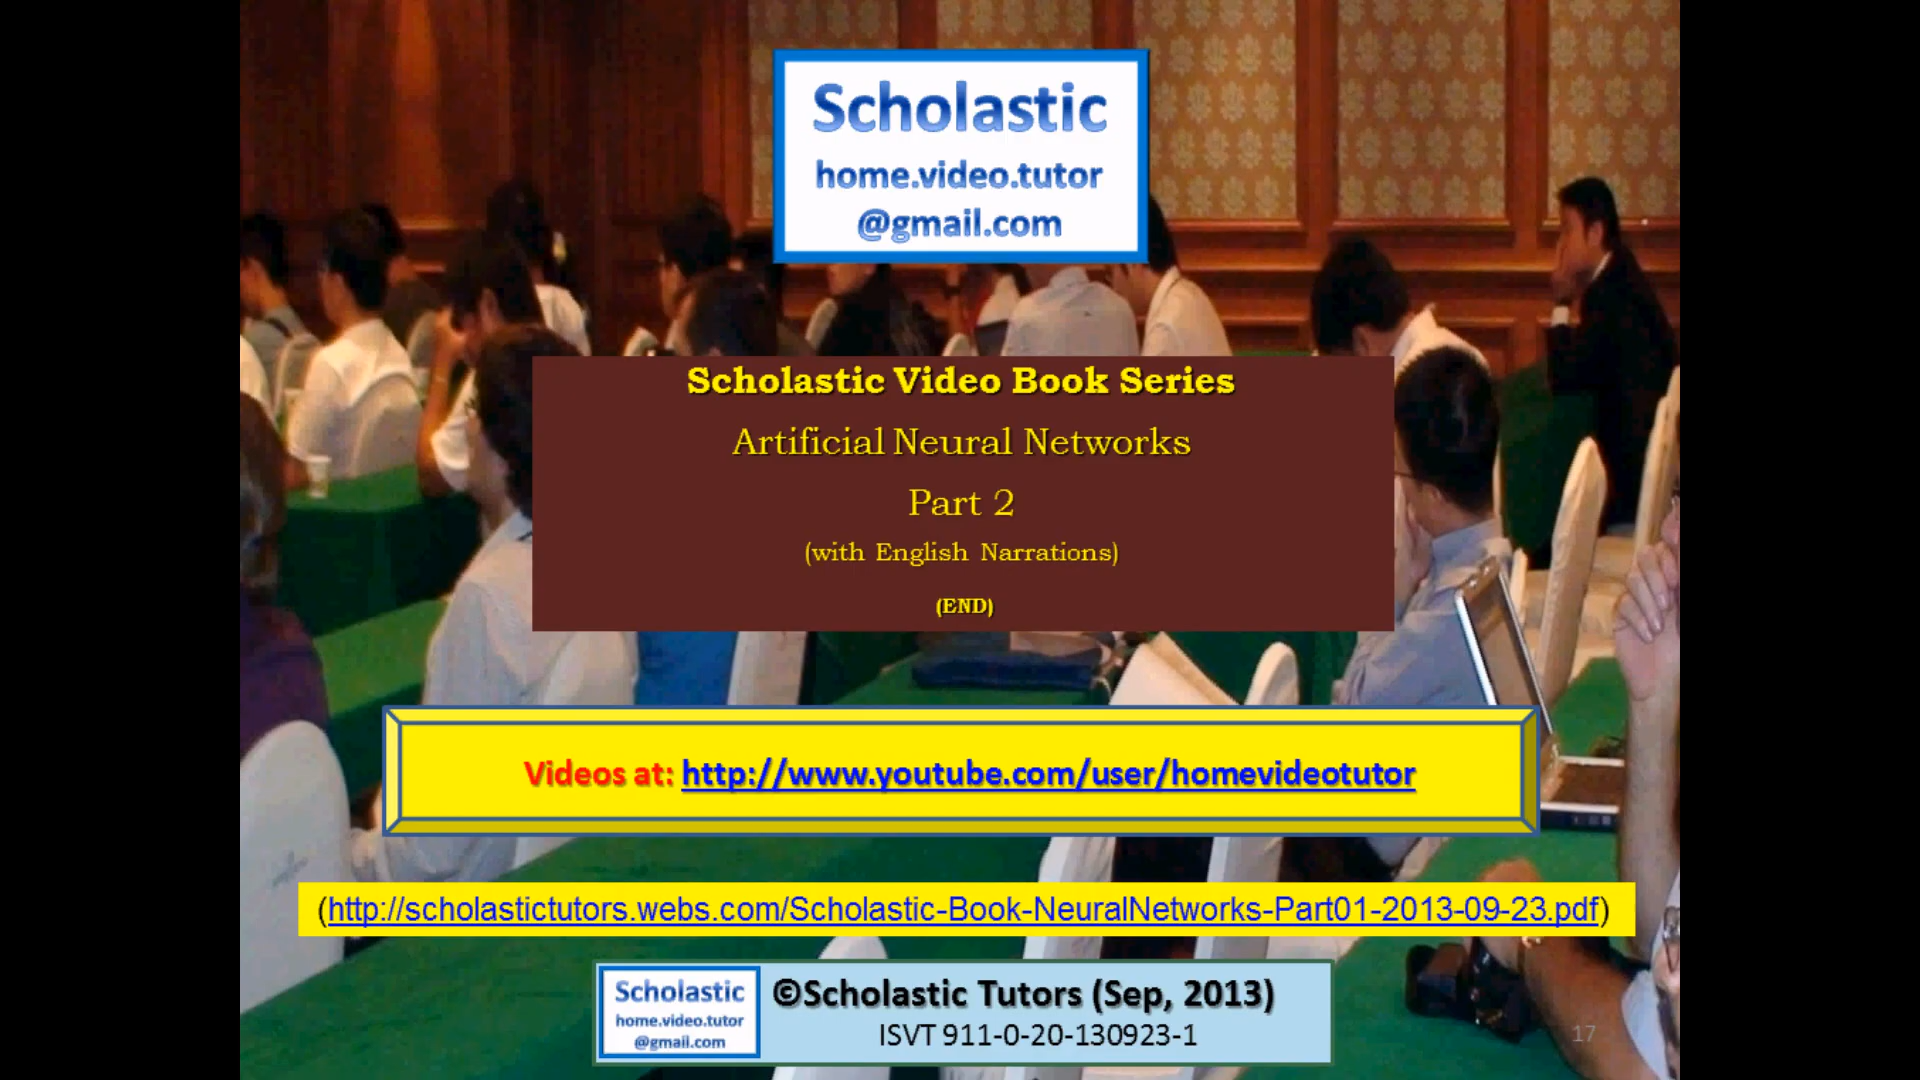 Scholastic
home.video.tutor
@gmail.com
Scholastic Video Book Series
Artificial Neural Networks
Part 2
(with English Narrations)
(END)
Videos at: http://www.youtube.com/user/homevideotutor
(http://scholastictutors.webs.com/Scholastic-Book-NeuralNetworks-Part01-2013-09-23.pdf)
Scholastic
home.video.tutor
@gmail.com
©Scholastic Tutors (Sep, 2013)
ISVT 911-0-20-130923-1
17